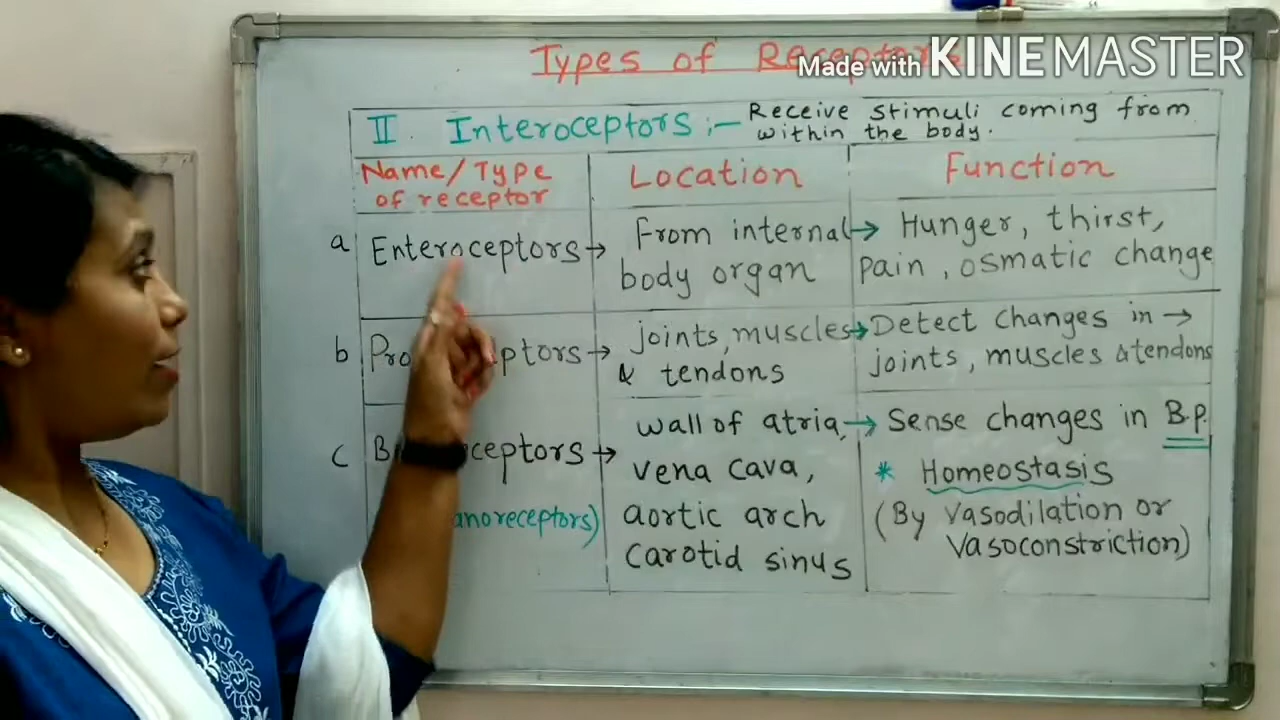 Types of
Made with KINEMASTER
II. Interoceptors :- Receive stimuli coming from
within the body.
Name/Type
of receptor
Location
Function
a Enteroceptors →
From internal →
body organ
Hunger, thirst,
pain, osmatic change
b
joints, muscles →
& tendons
Detect changes in →
joints, muscles & tendons
c
wall of atria, →
vena cava,
aortic arch
carotid sinus
Sense changes in B.P.
* Homeostasis
(By vasodilation or
vasoconstriction)